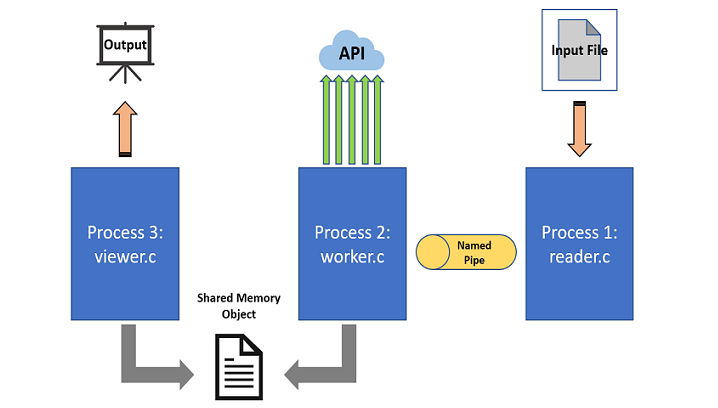 Output
API
Input File
Process 3:
viewer.c
Process 2:
worker.c
Named
Pipe
Process 1:
reader.c
Shared Memory
Object